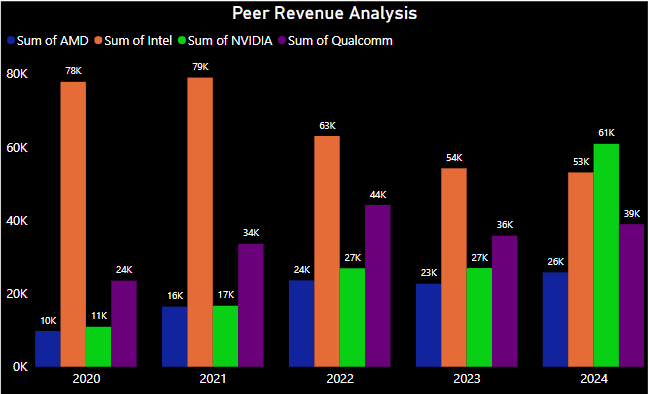 Peer Revenue Analysis
Sum of AMD Sum of Intel Sum of NVIDIA Sum of Qualcomm
80K
60K
40K
20K
0K
10K 78K 11K 24K
16K 79K 17K 34K
24K 63K 27K 44K
23K 54K 27K 36K
26K 53K 61K 39K
2020 2021 2022 2023 2024